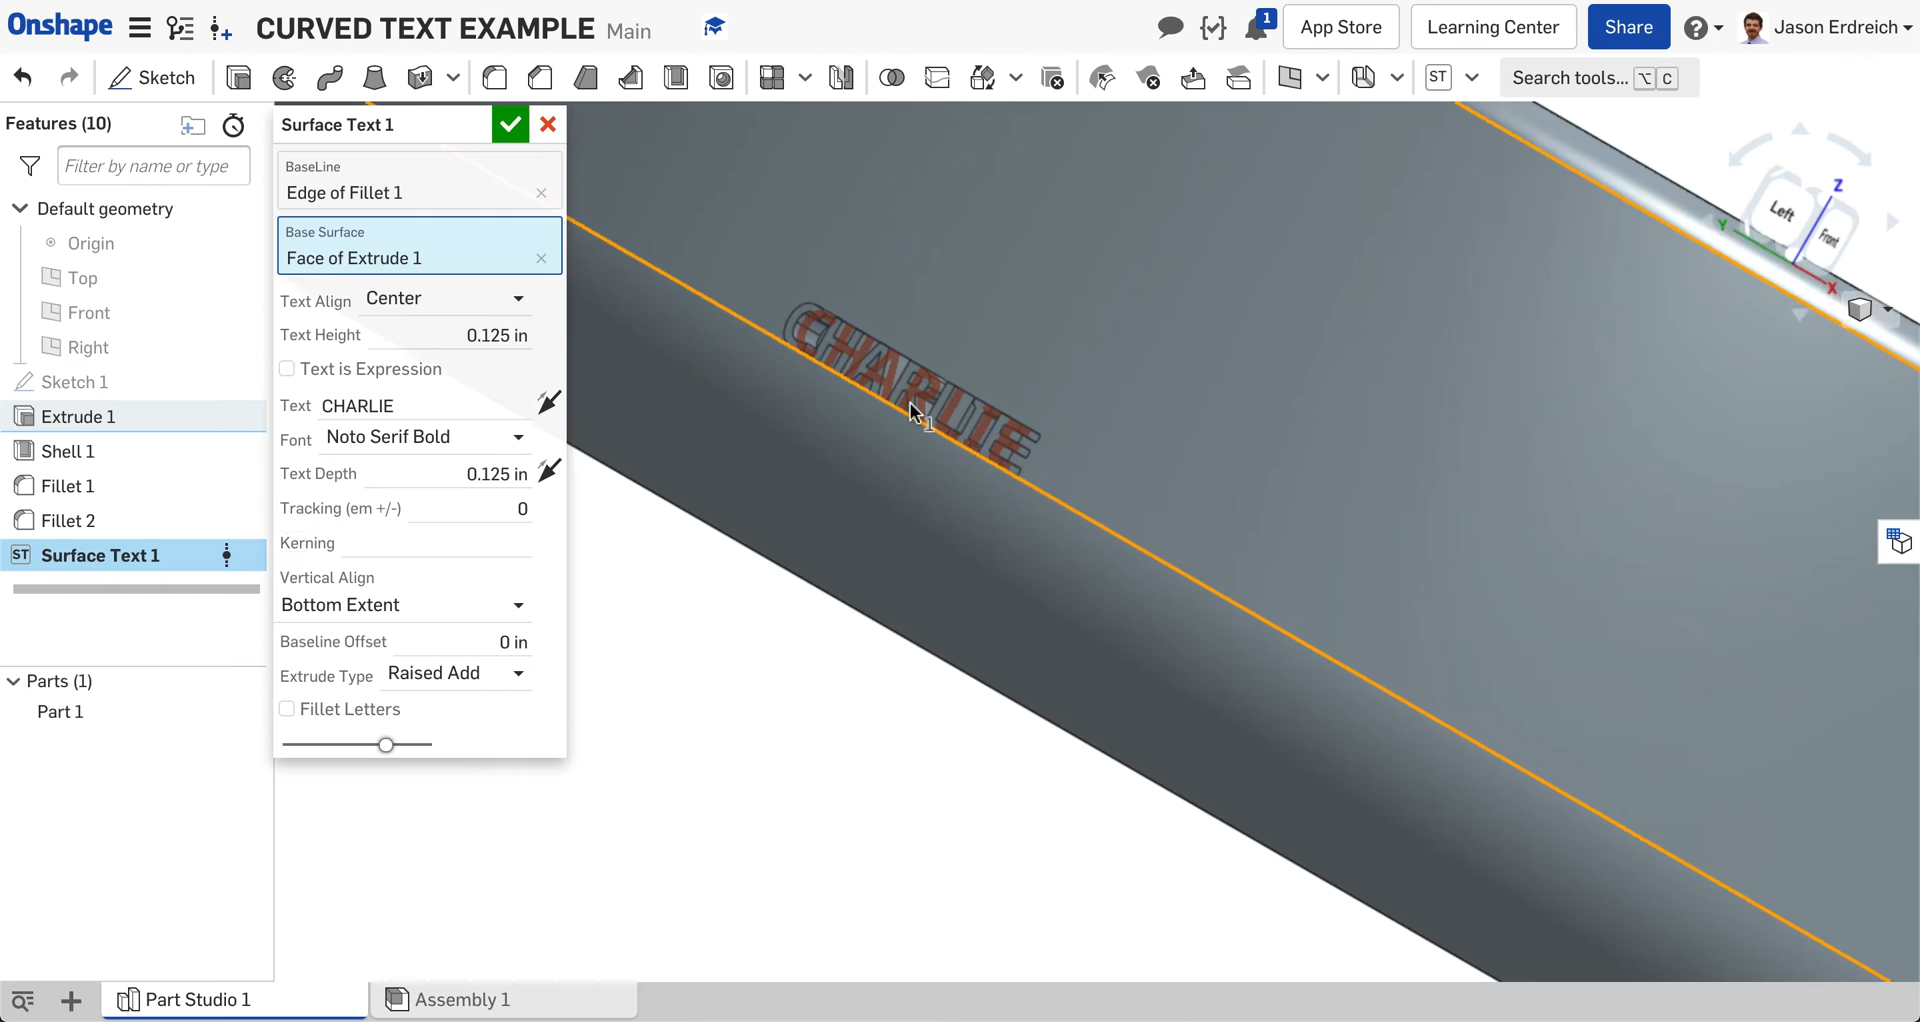 Onshape CURVED TEXT EXAMPLE Main 1 App Store Learning Center Share Jason Erdreich
Sketch ST Search tools... ⌥ C
Features (10)
Filter by name or type
Default geometry
Origin
Top
Front
Right
Sketch 1
Extrude 1
Shell 1
Fillet 1
Fillet 2
ST Surface Text 1
Parts (1)
Part 1
Surface Text 1
BaseLine
Edge of Fillet 1
Base Surface
Face of Extrude 1
Text Align Center
Text Height 0.125 in
Text is Expression
Text CHARLIE
Font Noto Serif Bold
Text Depth 0.125 in
Tracking (em +/-) 0
Kerning
Vertical Align
Bottom Extent
Baseline Offset 0 in
Extrude Type Raised Add
Fillet Letters
CHARLIE
1
Z
Left
Front
Y
X
Part Studio 1 Assembly 1